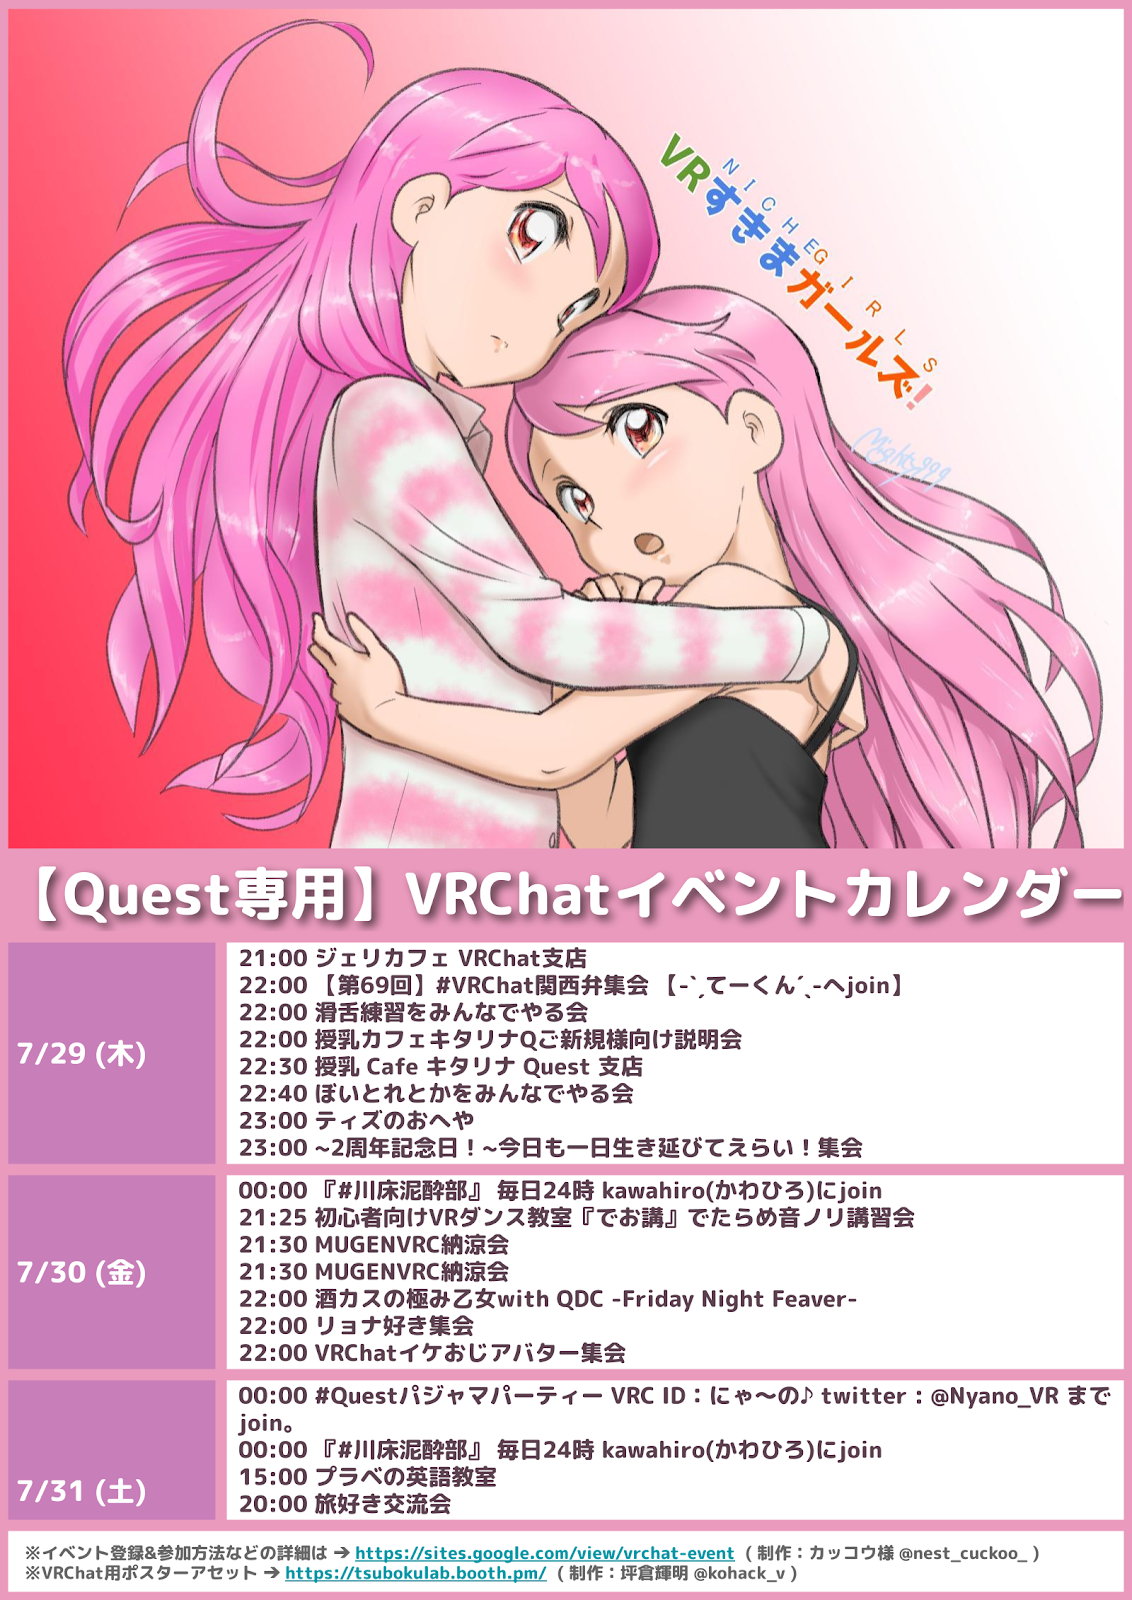 NICHE GIRLS
VRすきまガールズ!
Mighty999
【Quest専用】VRChatイベントカレンダー
7/29 (木)
21:00 ジェリカフェ VRChat支店
22:00 【第69回】#VRChat関西弁集会 【-`ˏてーくんˊˎ-へjoin】
22:00 滑舌練習をみんなでやる会
22:00 授乳カフェキタリナQご新規様向け説明会
22:30 授乳 Cafe キタリナ Quest 支店
22:40 ぼいとれとかをみんなでやる会
23:00 ティズのおへや
23:00 ~2周年記念日！~今日も一日生き延びてえらい！集会
7/30 (金)
00:00 『#川床泥酔部』 毎日24時 kawahiro(かわひろ)にjoin
21:25 初心者向けVRダンス教室『でお講』でたらめ音ノリ講習会
21:30 MUGENVRC納涼会
21:30 MUGENVRC納涼会
22:00 酒カスの極み乙女with QDC -Friday Night Feaver-
22:00 リョナ好き集会
22:00 VRChatイケおじアバター集会
7/31 (土)
00:00 #Questパジャマパーティー VRC ID：にゃ～の♪ twitter：@Nyano_VR まで
join。
00:00 『#川床泥酔部』 毎日24時 kawahiro(かわひろ)にjoin
15:00 プラベの英語教室
20:00 旅好き交流会
※イベント登録&参加方法などの詳細は → https://sites.google.com/view/vrchat-event ( 制作：カッコウ様 @nest_cuckoo_ )
※VRChat用ポスターアセット → https://tsubokulab.booth.pm/ ( 制作：坪倉輝明 @kohack_v )